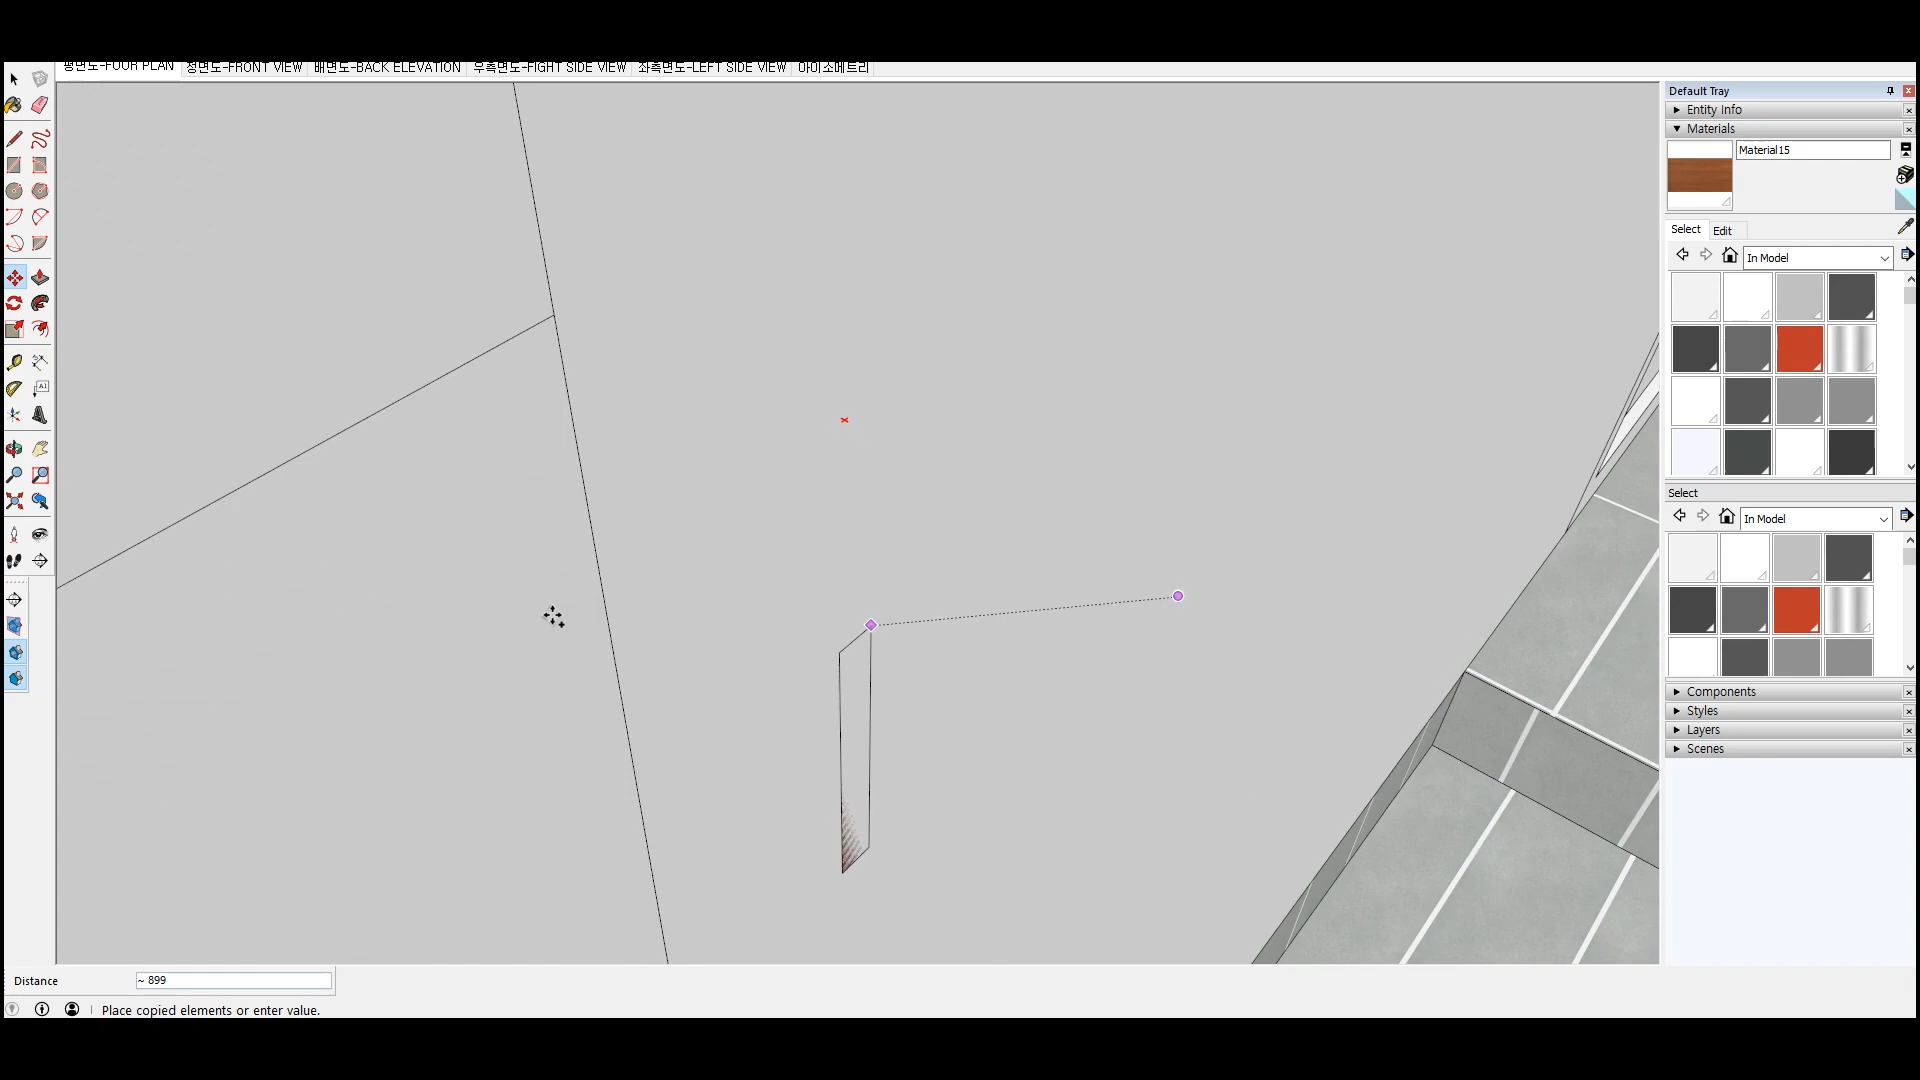 평면도-FOUR PLAN 정면도-FRONT VIEW 배면도-BACK ELEVATION 우측면도-FIGHT SIDE VIEW 좌측면도-LEFT SIDE VIEW 아이소메트리
Default Tray
Entity Info
Materials
Material15
Select Edit
In Model
Select
In Model
Components
Styles
Layers
Scenes
A1
Distance ~ 899
Place copied elements or enter value.